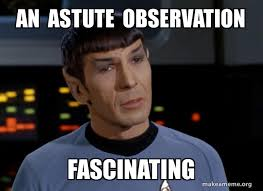 AN ASTUTE OBSERVATION
FASCINATING
makeameme.org